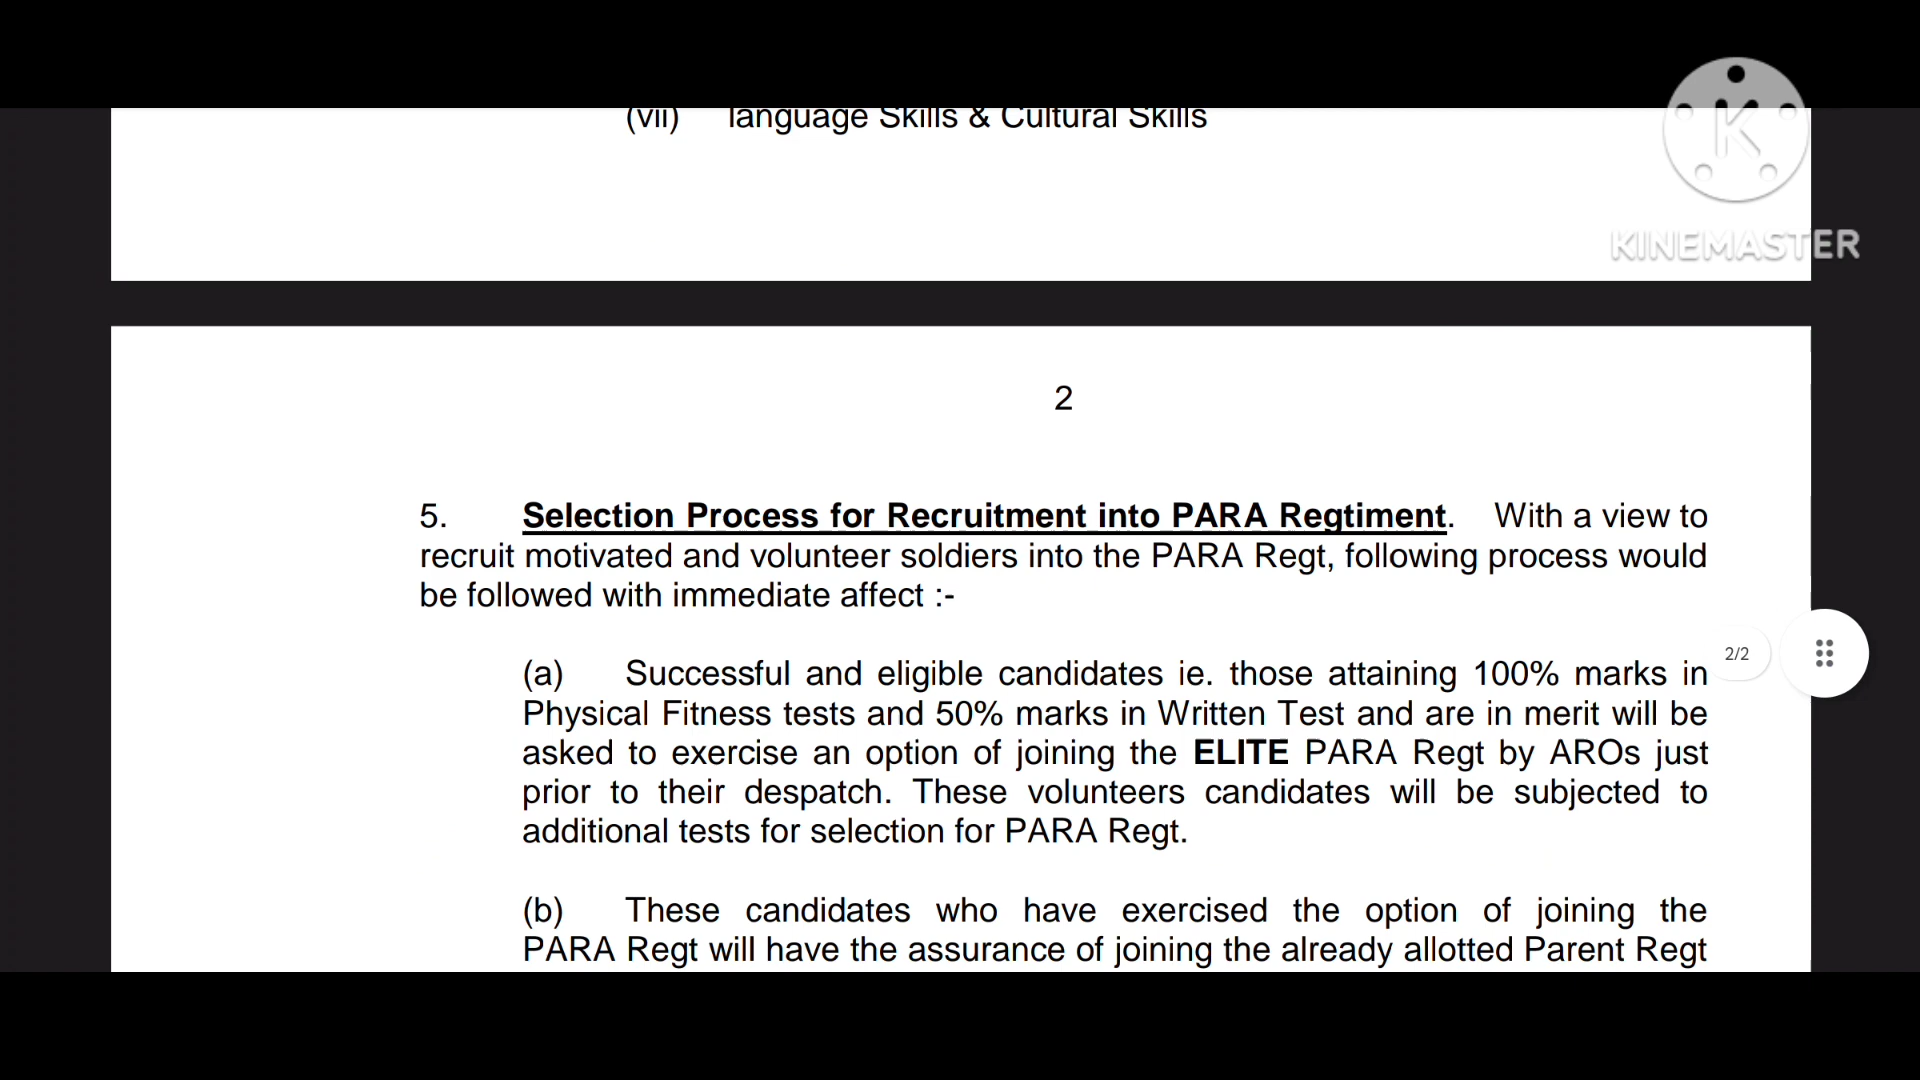 (vii) language Skills & Cultural Skills
K
KINEMASTER
2
5. Selection Process for Recruitment into PARA Regtiment. With a view to
recruit motivated and volunteer soldiers into the PARA Regt, following process would
be followed with immediate affect :-
(a) Successful and eligible candidates ie. those attaining 100% marks in
Physical Fitness tests and 50% marks in Written Test and are in merit will be
asked to exercise an option of joining the ELITE PARA Regt by AROs just
prior to their despatch. These volunteers candidates will be subjected to
additional tests for selection for PARA Regt.
2/2
(b) These candidates who have exercised the option of joining the
PARA Regt will have the assurance of joining the already allotted Parent Regt